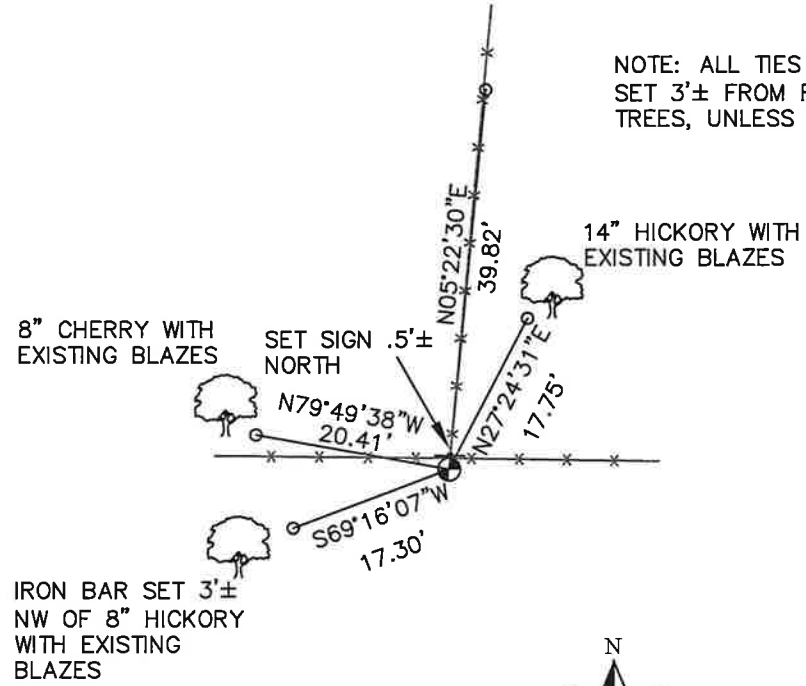 NOTE: ALL TIES
SET 3'± FROM
TREES, UNLESS
N05°22'30"E
39.82'
14" HICKORY WITH
EXISTING BLAZES
8" CHERRY WITH
EXISTING BLAZES
SET SIGN .5'±
NORTH
N79°49'38"W
20.41'
N27°24'31"E
17.75'
S69°16'07"W
17.30'
IRON BAR SET 3'±
NW OF 8" HICKORY
WITH EXISTING
BLAZES
N